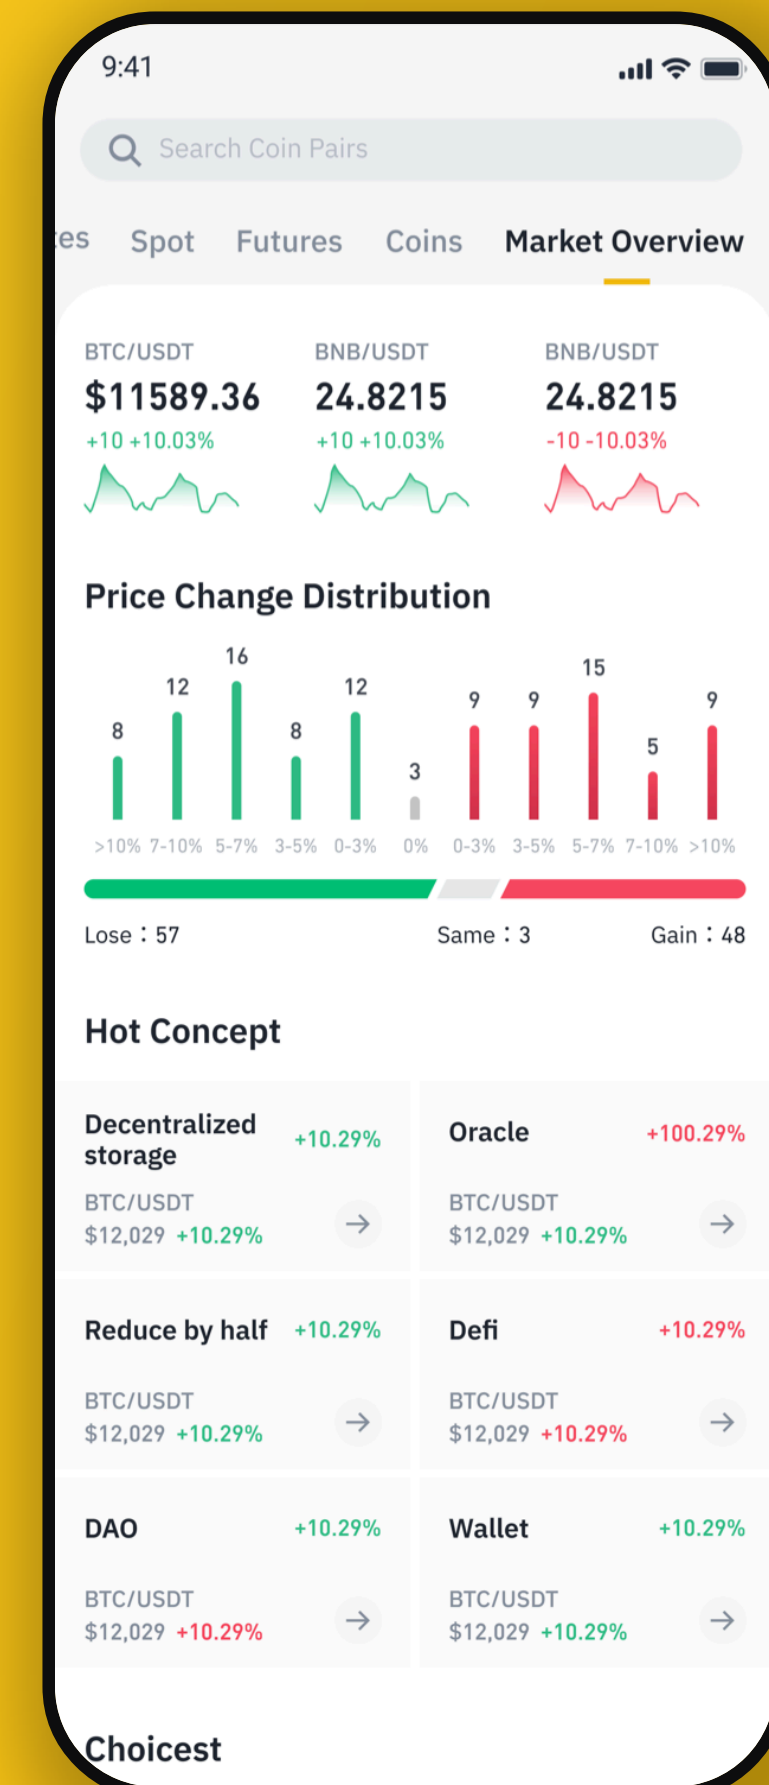 9:41
Search Coin Pairs
es Spot Futures Coins Market Overview
BTC/USDT BNB/USDT BNB/USDT
$11589.36 24.8215 24.8215
+10 +10.03% +10 +10.03% -10 -10.03%
Price Change Distribution
8 12 16 8 12 3 9 9 15 5 9
>10% 7-10% 5-7% 3-5% 0-3% 0% 0-3% 3-5% 5-7% 7-10% >10%
Lose：57 Same：3 Gain：48
Hot Concept
Decentralized
storage +10.29%
BTC/USDT
$12,029 +10.29%
Oracle +100.29%
BTC/USDT
$12,029 +10.29%
Reduce by half +10.29%
BTC/USDT
$12,029 +10.29%
Defi +10.29%
BTC/USDT
$12,029 +10.29%
DAO +10.29%
BTC/USDT
$12,029 +10.29%
Wallet +10.29%
BTC/USDT
$12,029 +10.29%
Choicest